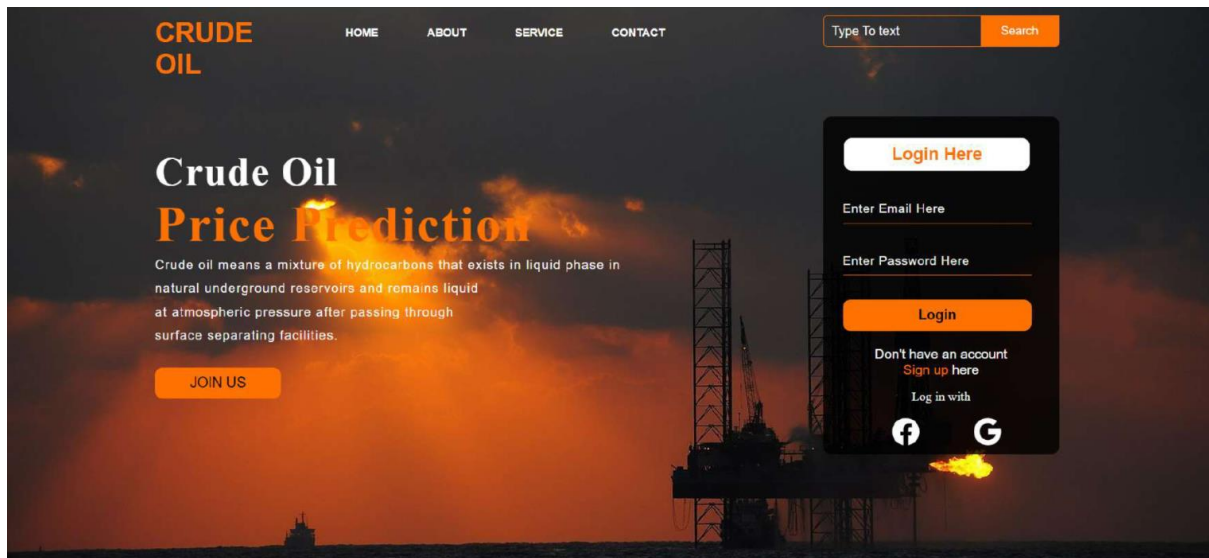 CRUDE
OIL
HOME
ABOUT
SERVICE
CONTACT
Type To text
Search
Crude Oil
Price Prediction
Crude oil means a mixture of hydrocarbons that exists in liquid phase in
natural underground reservoirs and remains liquid
at atmospheric pressure after passing through
surface separating facilities.
JOIN US
Login Here
Enter Email Here
Enter Password Here
Login
Don't have an account
Sign up here
Log in with